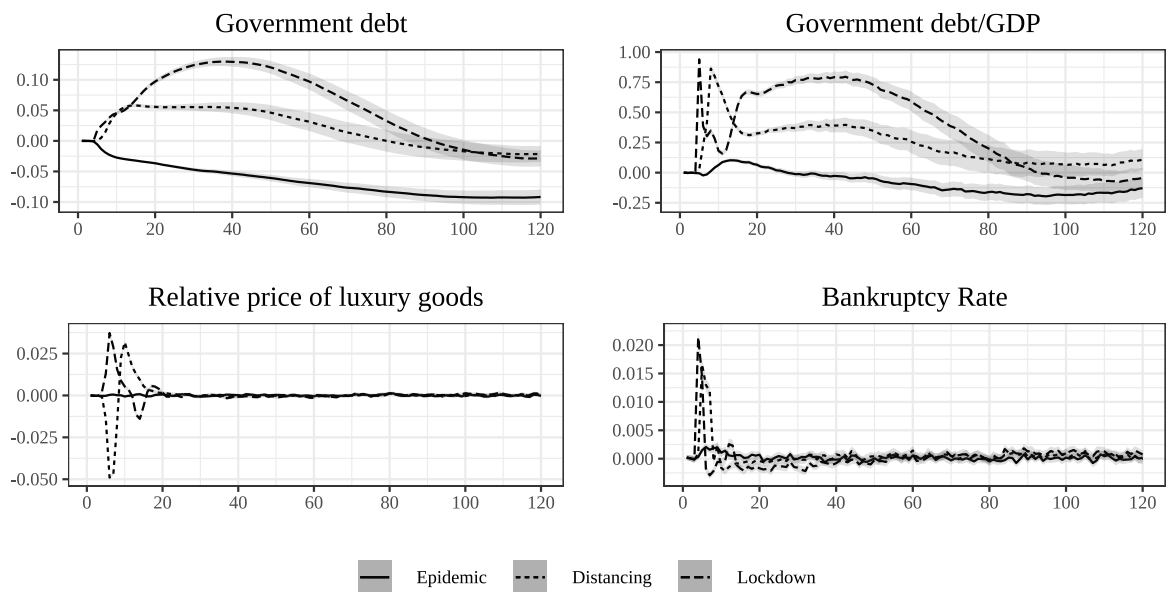 Government debt
0.10
0.05
0.00
-0.05
-0.10
0 20 40 60 80 100 120
Government debt/GDP
1.00
0.75
0.50
0.25
0.00
-0.25
0 20 40 60 80 100 120
Relative price of luxury goods
0.025
0.000
-0.025
-0.050
0 20 40 60 80 100 120
Bankruptcy Rate
0.020
0.015
0.010
0.005
0.000
0 20 40 60 80 100 120
Epidemic Distancing Lockdown